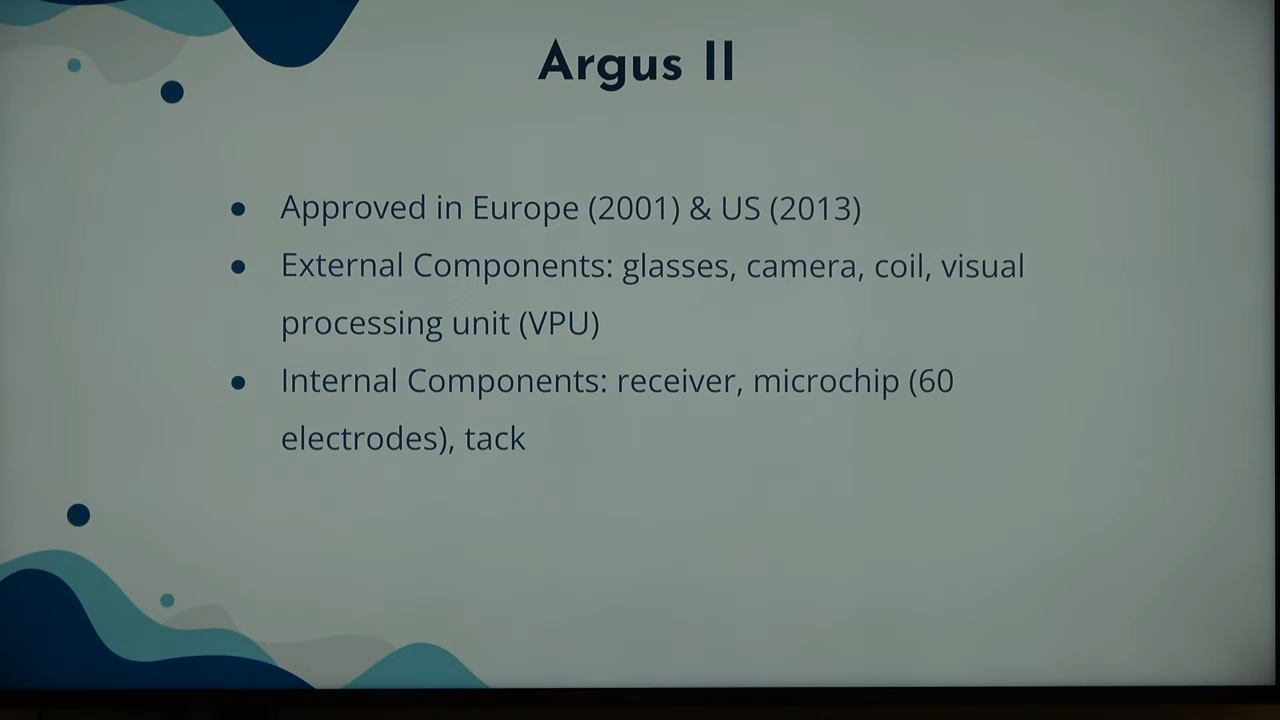 Argus II
● Approved in Europe (2001) & US (2013)
● External Components: glasses, camera, coil, visual
processing unit (VPU)
● Internal Components: receiver, microchip (60
electrodes), tack